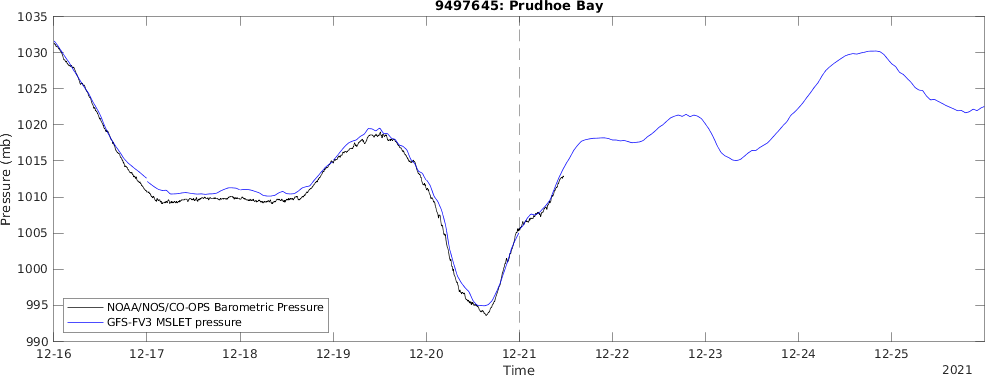 9497645: Prudhoe Bay
1035
1030
1025
1020
1015
1010
1005
1000
995
990
Pressure (mb)
NOAA/NOS/CO-OPS Barometric Pressure
GFS-FV3 MSLET pressure
12-16 12-17 12-18 12-19 12-20 12-21 12-22 12-23 12-24 12-25
Time
2021